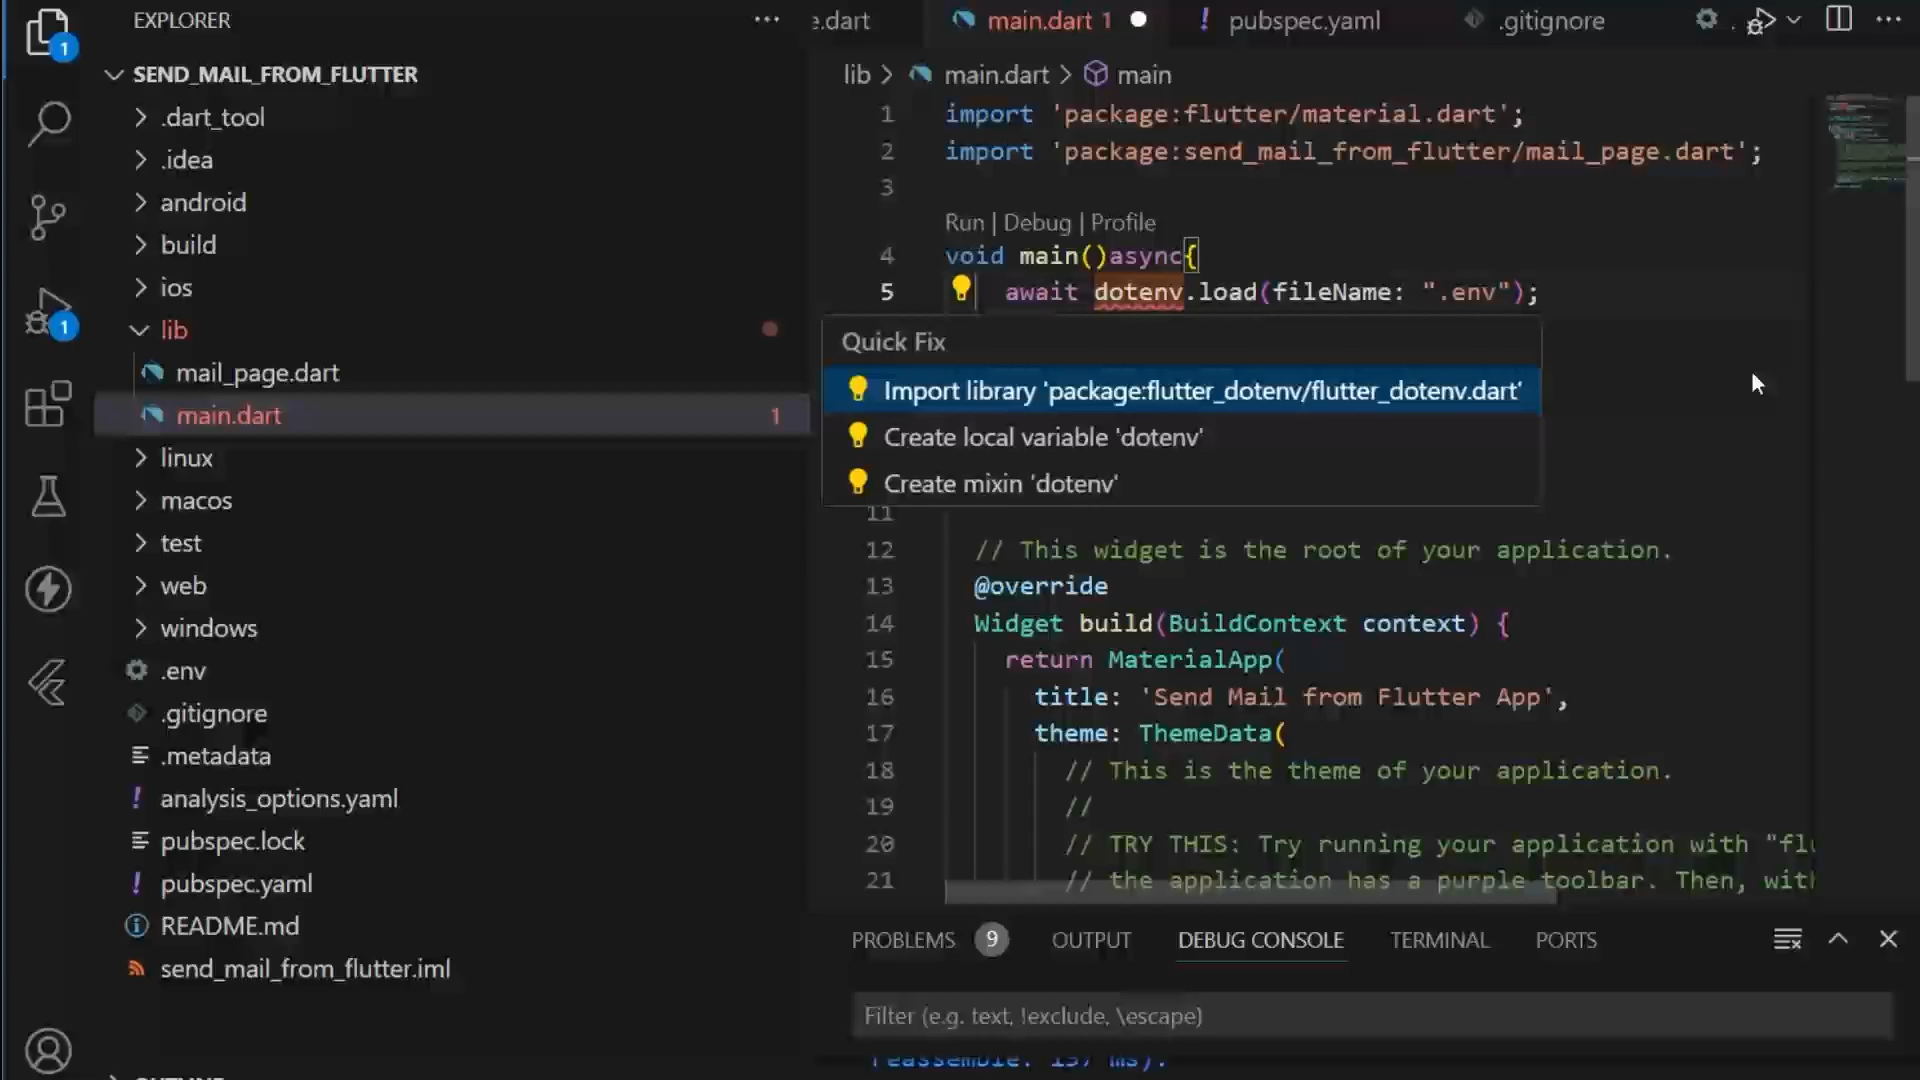 EXPLORER
SEND_MAIL_FROM_FLUTTER
.dart_tool
.idea
android
build
ios
lib
mail_page.dart
main.dart 1
linux
macos
test
web
windows
.env
.gitignore
.metadata
analysis_options.yaml
pubspec.lock
pubspec.yaml
README.md
send_mail_from_flutter.iml
1
1
e.dart main.dart 1 pubspec.yaml .gitignore
lib > main.dart > main
1 import 'package:flutter/material.dart';
2 import 'package:send_mail_from_flutter/mail_page.dart';
3
Run | Debug | Profile
4 void main()async{
5 await dotenv.load(fileName: ".env");
Quick Fix
Import library 'package:flutter_dotenv/flutter_dotenv.dart'
Create local variable 'dotenv'
Create mixin 'dotenv'
11
12 // This widget is the root of your application.
13 @override
14 Widget build(BuildContext context) {
15 return MaterialApp(
16 title: 'Send Mail from Flutter App',
17 theme: ThemeData(
18 // This is the theme of your application.
19 //
20 // TRY THIS: Try running your application with "flu
21 // the application has a purple toolbar. Then, with
PROBLEMS 9 OUTPUT DEBUG CONSOLE TERMINAL PORTS
Filter (e.g. text, !exclude, \escape)
reassemble: 157 ms).